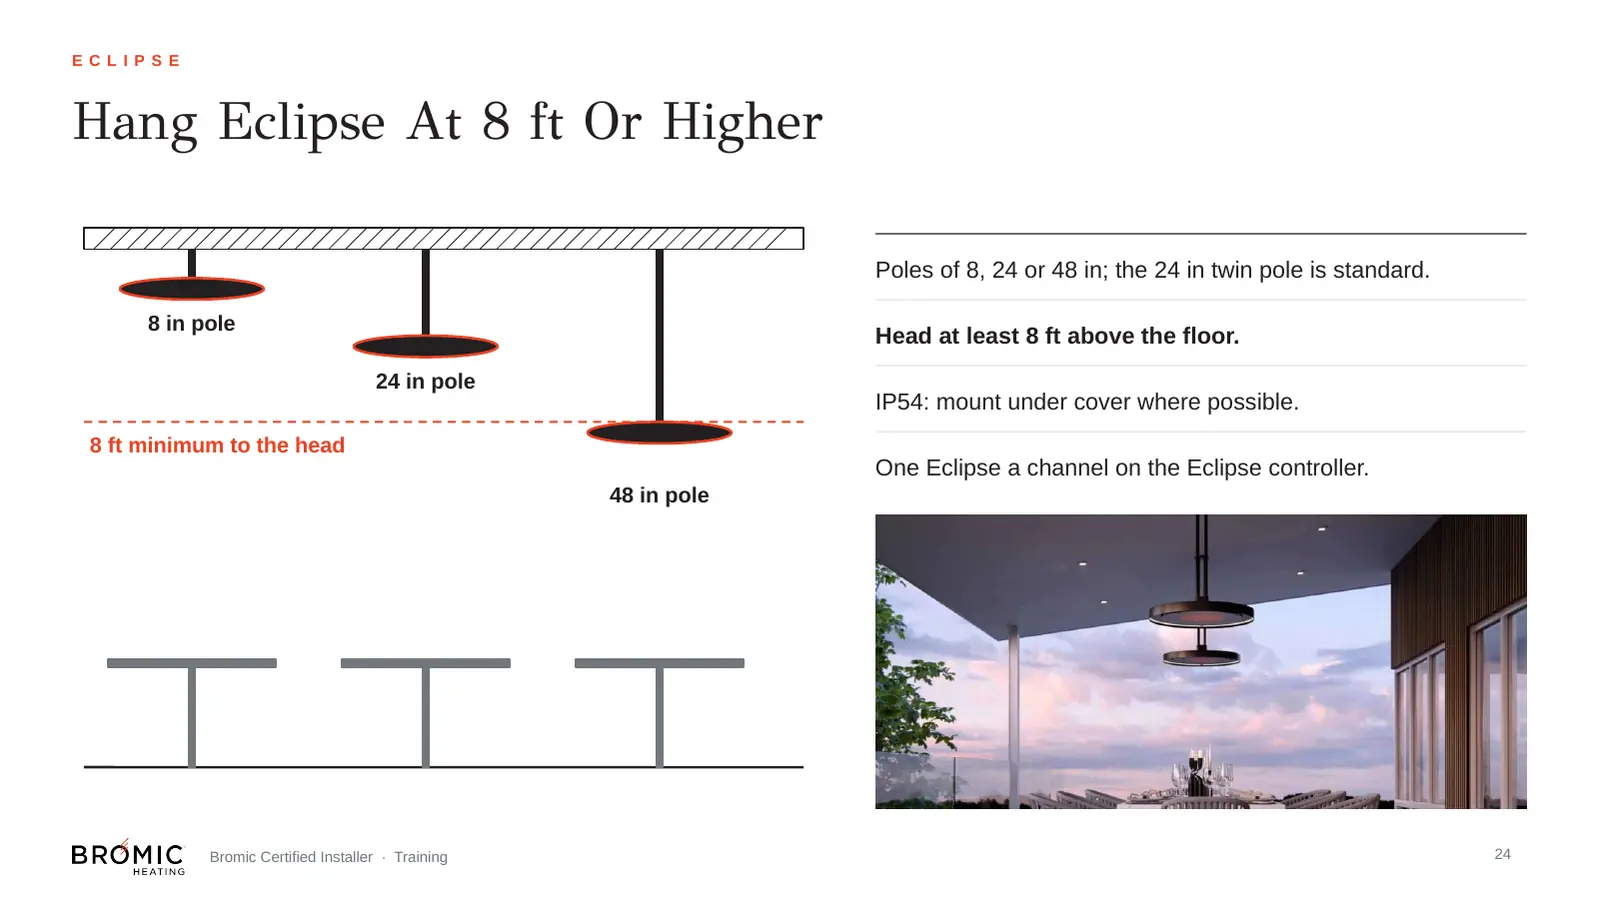 ECLIPSE
Hang Eclipse At 8 ft Or Higher
8 in pole
24 in pole
8 ft minimum to the head
48 in pole
Poles of 8, 24 or 48 in; the 24 in twin pole is standard.
Head at least 8 ft above the floor.
IP54: mount under cover where possible.
One Eclipse a channel on the Eclipse controller.
BROMIC
HEATING
Bromic Certified Installer · Training
24